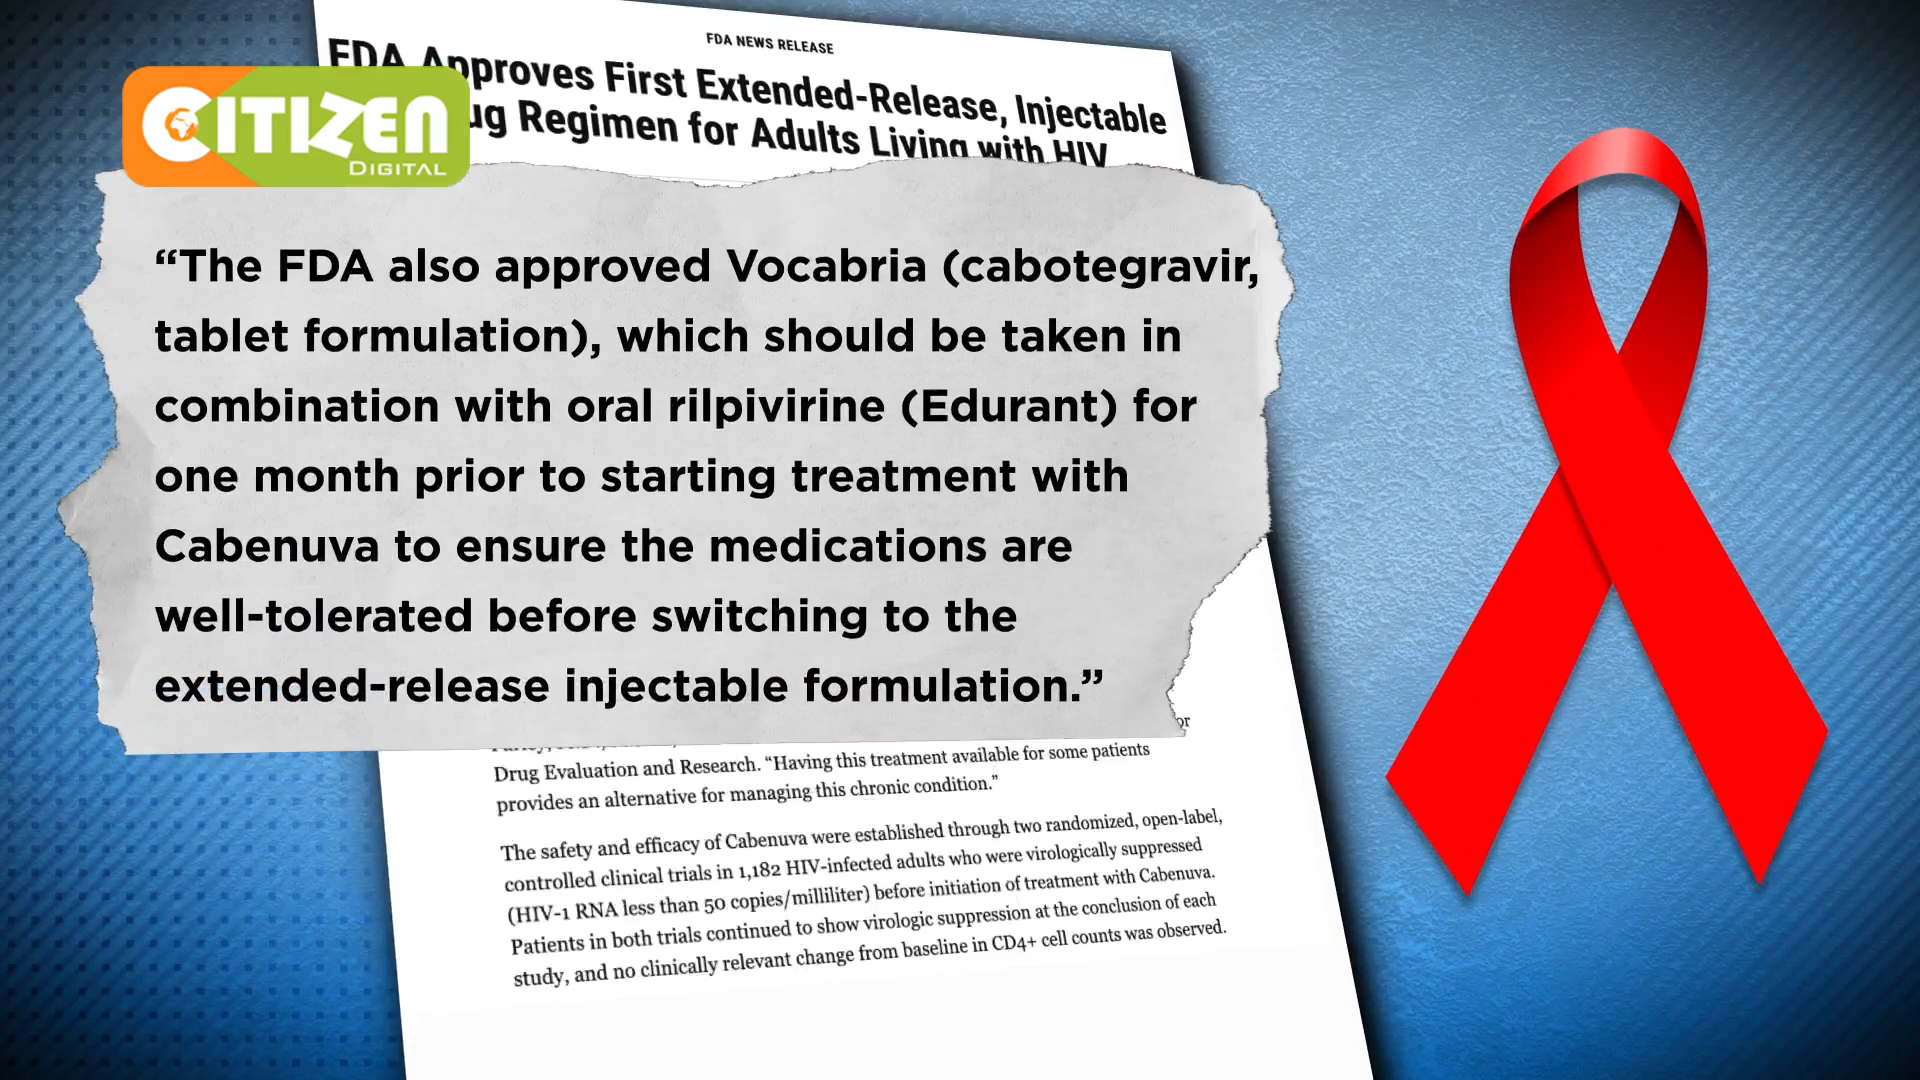 FDA NEWS RELEASE
FDA Approves First Extended-Release, Injectable
Regimen for Adults Living with HIV
CITIZEN
DIGITAL
“The FDA also approved Vocabria (cabotegravir,
tablet formulation), which should be taken in
combination with oral rilpivirine (Edurant) for
one month prior to starting treatment with
Cabenuva to ensure the medications are
well-tolerated before switching to the
extended-release injectable formulation.”
or
Drug Evaluation and Research. “Having this treatment available for some patients
provides an alternative for managing this chronic condition.”
The safety and efficacy of Cabenuva were established through two randomized, open-label,
controlled clinical trials in 1,182 HIV-infected adults who were virologically suppressed
(HIV-1 RNA less than 50 copies/milliliter) before initiation of treatment with Cabenuva.
Patients in both trials continued to show virologic suppression at the conclusion of each
study, and no clinically relevant change from baseline in CD4+ cell counts was observed.